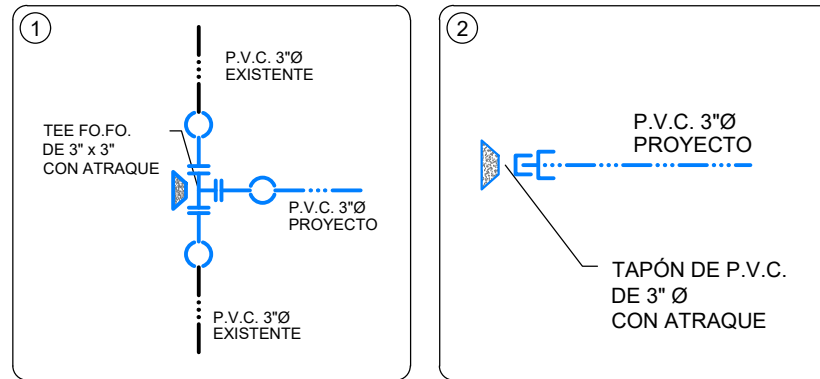 1
P.V.C. 3"Ø
EXISTENTE
TEE FO.FO.
DE 3" x 3"
CON ATRAQUE
P.V.C. 3"Ø
PROYECTO
P.V.C. 3"Ø
EXISTENTE
2
P.V.C. 3"Ø
PROYECTO
TAPÓN DE P.V.C.
DE 3" Ø
CON ATRAQUE